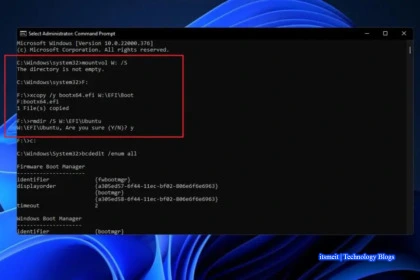 Select Administrator: Command Prompt
Microsoft Windows [Version 10.0.22000.376]
(c) Microsoft Corporation. All rights reserved.
C:\Windows\system32>mountvol W: /S
The directory is not empty.
C:\Windows\system32>F:
F:\>xcopy /y bootx64.efi W:\EFI\Boot
F:bootx64.efi
1 File(s) copied
F:\>rmdir /S W:\EFI\Ubuntu
W:\EFI\Ubuntu, Are you sure (Y/N)? y
F:\>c:
C:\Windows\system32>bcdedit /enum all
Firmware Boot Manager
identifier {fwbootmgr}
displayorder {a305ed57-6f44-11ec-bf02-806e6f6e6963}
{bootmgr}
{a305ed58-6f44-11ec-bf02-806e6f6e6963}
timeout 2
Windows Boot Manager
identifier {bootmgr}
itsmeit | Technology Blogs